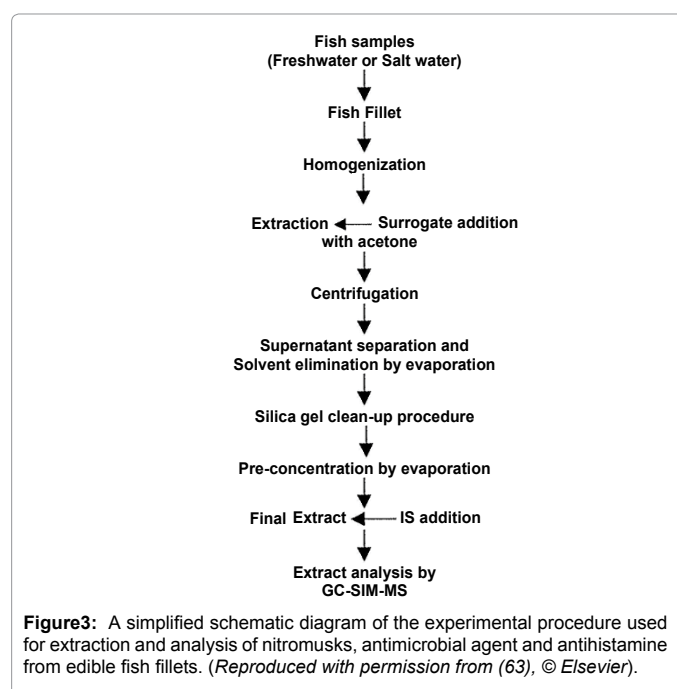 Fish samples
(Freshwater or Salt water)
Fish Fillet
Homogenization
Extraction Surrogate addition
with acetone
Centrifugation
Supernatant separation and
Solvent elimination by evaporation
Silica gel clean-up procedure
Pre-concentration by evaporation
Final Extract IS addition
Extract analysis by
GC-SIM-MS
Figure3: A simplified schematic diagram of the experimental procedure used
for extraction and analysis of nitromusks, antimicrobial agent and antihistamine
from edible fish fillets. (Reproduced with permission from (63), © Elsevier).